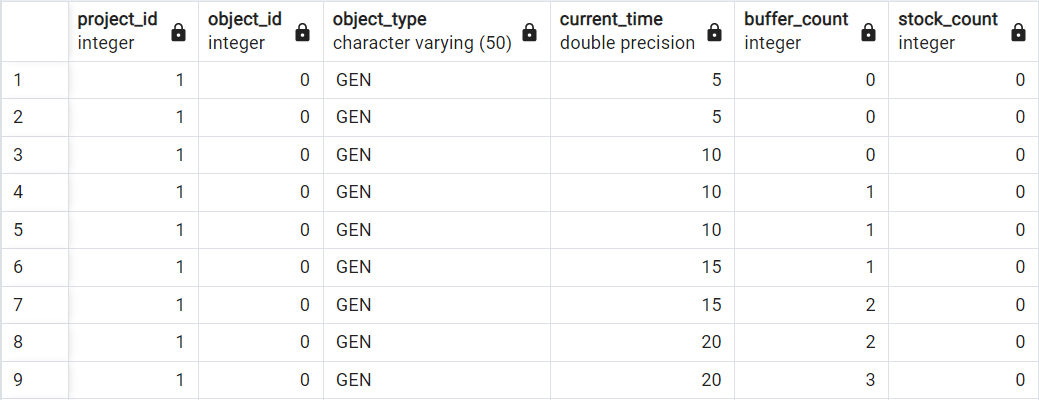 project_id object_id object_type current_time buffer_count stock_count
integer integer character varying (50) double precision integer integer
1 1 0 GEN 5 0 0
2 1 0 GEN 5 0 0
3 1 0 GEN 10 0 0
4 1 0 GEN 10 1 0
5 1 0 GEN 10 1 0
6 1 0 GEN 15 1 0
7 1 0 GEN 15 2 0
8 1 0 GEN 20 2 0
9 1 0 GEN 20 3 0